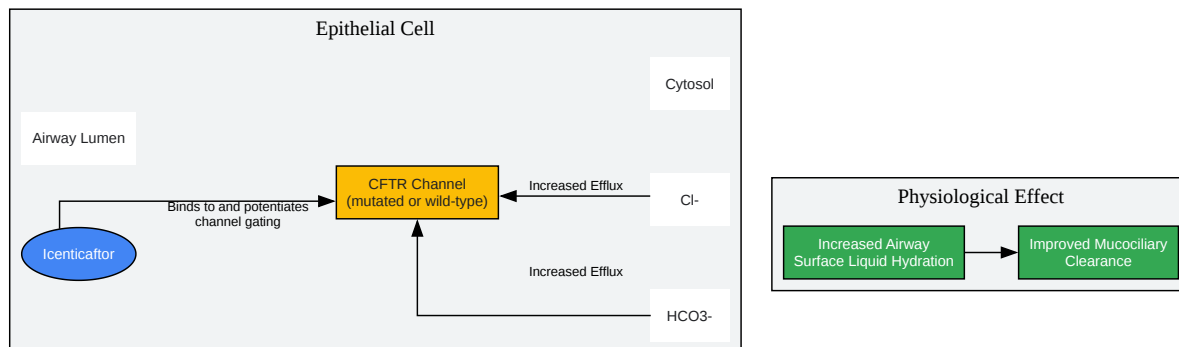 Epithelial Cell
Cytosol
Airway Lumen
CFTR Channel
(mutated or wild-type)
Increased Efflux
Cl-
Binds to and potentiates
channel gating
Icenticaftor
Increased Efflux
HCO3-
Physiological Effect
Increased Airway
Surface Liquid Hydration
Improved Mucociliary
Clearance